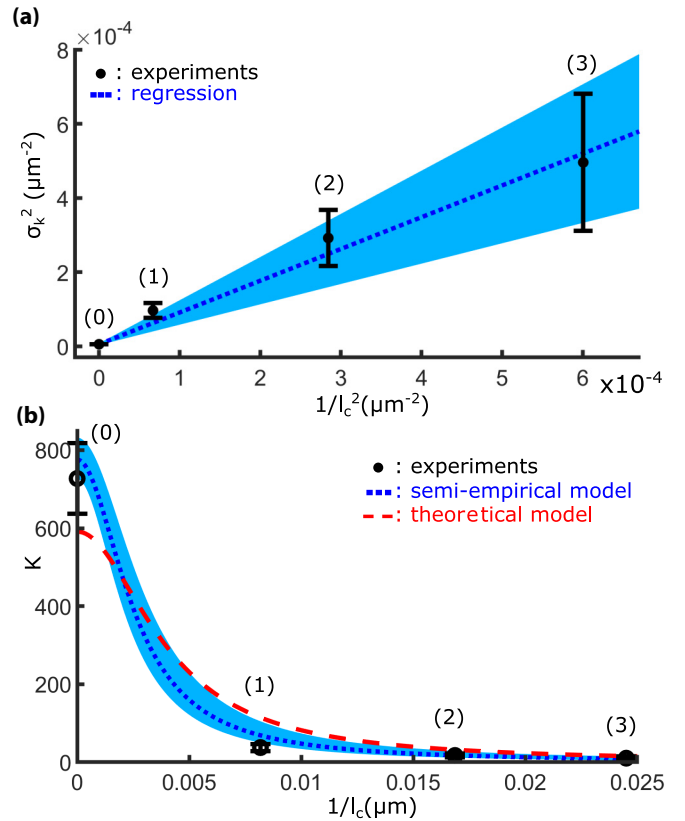 (a)
×10⁻⁴
8
6
4
2
0
σₖ² (μm⁻²)
: experiments
: regression
(0)
(1)
(2)
(3)
0 1 2 3 4 5 6 ×10⁻⁴
1/l_c²(μm⁻²)
(b)
800
600
400
200
0
K
: experiments
: semi-empirical model
: theoretical model
(0)
(1)
(2)
(3)
0 0.005 0.01 0.015 0.02 0.025
1/l_c(μm)